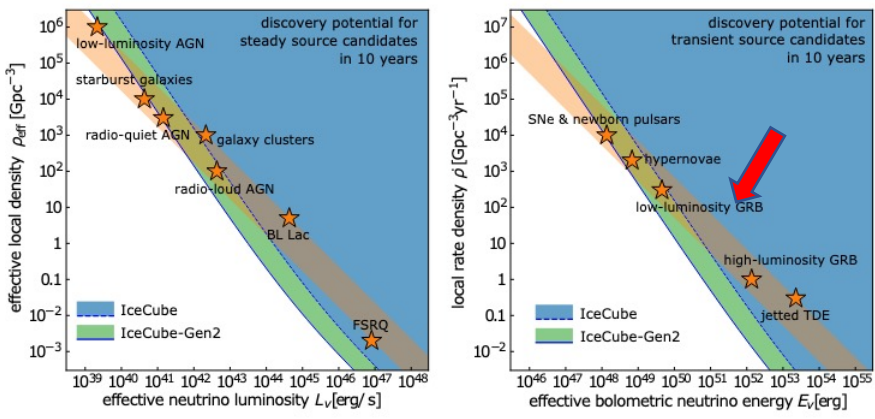 discovery potential for
steady source candidates
in 10 years
low-luminosity AGN
starburst galaxies
radio-quiet AGN
galaxy clusters
radio-loud AGN
BL Lac
FSRQ
IceCube
IceCube-Gen2
effective local density ρeff [Gpc⁻³]
10⁶
10⁵
10⁴
10³
10²
10
1
0.1
10⁻²
10⁻³
10³⁹ 10⁴⁰ 10⁴¹ 10⁴² 10⁴³ 10⁴⁴ 10⁴⁵ 10⁴⁶ 10⁴⁷ 10⁴⁸
effective neutrino luminosity Lν[erg/s]
discovery potential for
transient source candidates
in 10 years
SNe & newborn pulsars
hypernovae
low-luminosity GRB
high-luminosity GRB
jetted TDE
IceCube
IceCube-Gen2
local rate density ρ̇ [Gpc⁻³yr⁻¹]
10⁷
10⁶
10⁵
10⁴
10³
10²
10
1
0.1
10⁻²
10⁴⁶ 10⁴⁷ 10⁴⁸ 10⁴⁹ 10⁵⁰ 10⁵¹ 10⁵² 10⁵³ 10⁵⁴ 10⁵⁵
effective bolometric neutrino energy Eν[erg]